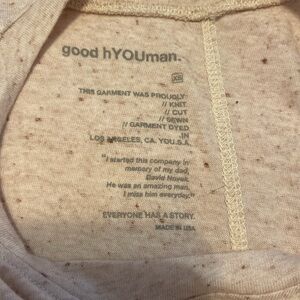 good hYOUman.
XS
THIS GARMENT WAS PROUDLY
// KNIT
// CUT
// SEWN
// GARMENT DYED
IN
LOS ANGELES, CA. YOU.S.A.
"I started this company in
memory of my dad,
David Novak.
He was an amazing man.
I miss him everyday."
EVERYONE HAS A STORY.
MADE IN USA